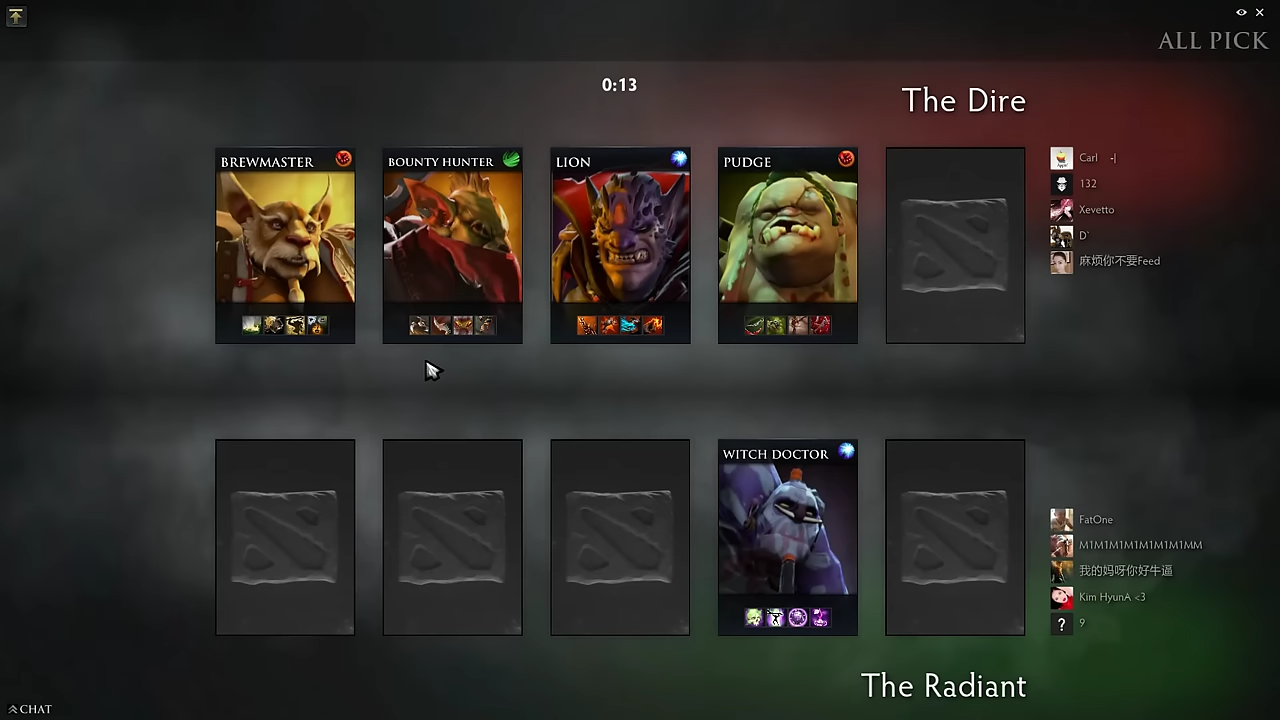 ALL PICK
0:13
The Dire
BREWMASTER
BOUNTY HUNTER
LION
PUDGE
Carl -|
132
Xevetto
D`
麻烦你不要Feed
WITCH DOCTOR
FatOne
M1M1M1M1M1M1M1MM
我的妈呀你好牛逼
Kim HyunA <3
? 9
The Radiant
CHAT